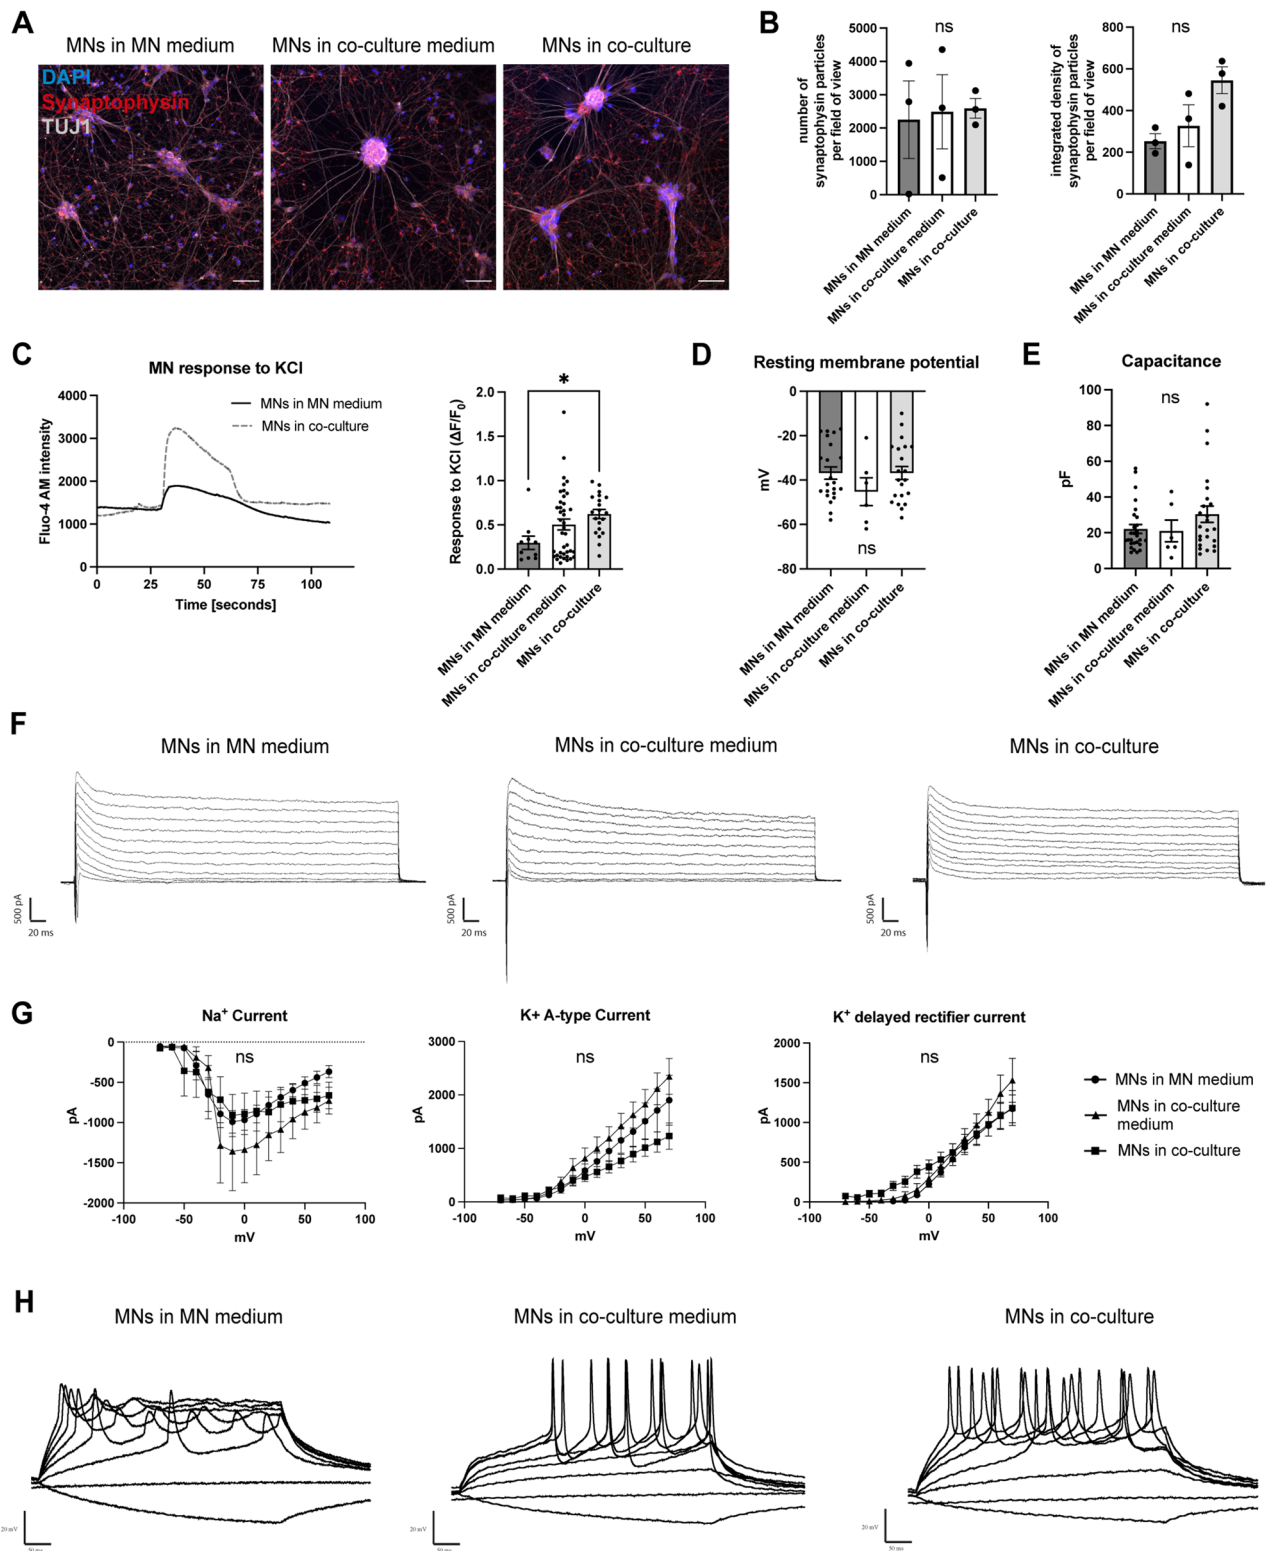 A
MNs in MN medium
MNs in co-culture medium
MNs in co-culture
DAPI
Synaptophysin
TUJ1
B
number of
synaptophysin particles
per field of view
5000
4000
3000
2000
1000
0
ns
MNs in MN medium
MNs in co-culture medium
MNs in co-culture
integrated density of
synaptophysin particles
per field of view
800
600
400
200
0
ns
MNs in MN medium
MNs in co-culture medium
MNs in co-culture
C
MN response to KCl
Fluo-4 AM intensity
4000
3000
2000
1000
0
MNs in MN medium
MNs in co-culture
0 25 50 75 100
Time [seconds]
Response to KCl (ΔF/F0)
2.0
1.5
1.0
0.5
0.0
*
MNs in MN medium
MNs in co-culture medium
MNs in co-culture
D
Resting membrane potential
mV
0
-20
-40
-60
-80
ns
MNs in MN medium
MNs in co-culture medium
MNs in co-culture
E
Capacitance
pF
100
80
60
40
20
0
ns
MNs in MN medium
MNs in co-culture medium
MNs in co-culture
F
MNs in MN medium
MNs in co-culture medium
MNs in co-culture
500 pA
20 ms
500 pA
20 ms
500 pA
20 ms
G
Na+ Current
ns
pA
0
-500
-1000
-1500
-2000
-100 -50 0 50 100
mV
K+ A-type Current
ns
pA
3000
2000
1000
0
-100 -50 0 50 100
mV
K+ delayed rectifier current
ns
pA
2000
1500
1000
500
0
-100 -50 0 50 100
mV
MNs in MN medium
MNs in co-culture
medium
MNs in co-culture
H
MNs in MN medium
MNs in co-culture medium
MNs in co-culture
20 mV
50 ms
20 mV
50 ms
20 mV
50 ms